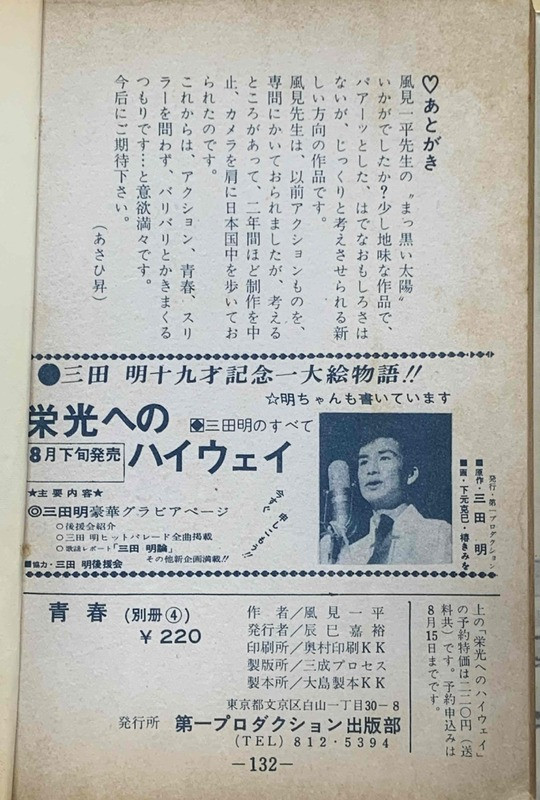 ♡あとがき
風見一平先生の〝まっ黒い太陽〟
いかがでしたか?少し地味な作品で、
パアーッとした、はでなおもしろさは
ないが、じっくりと考えさせられる新
しい方向の作品です。
風見先生は、以前アクションものを、
専門にかいておられましたが、考える
ところがあって、二年間ほど制作を中
止、カメラを肩に日本国中を歩いてお
られたのです。
これからは、アクション、青春、スリ
ラーを問わず、バリバリとかきまくる
つもりです…と意欲満々です。
今后にご期待下さい。
(あさひ昇)
●三田 明十九才記念一大絵物語!!
☆明ちゃんも書いています
栄光への
ハイウェイ
◆三田明のすべて
8月下旬発売
★主要内容★
◎三田明豪華グラビアページ
○後援会紹介
○三田 明ヒットパレード全曲掲載
○歌謡レポート「三田 明論」
その他新企画満載!!
■協力・三田 明後援会
今すぐ
申しこもう!!
発行・第一プロダクション
■原作・三田 明
■画・下元克巳・椿きみを
上の「栄光へのハイウェイ」
の予約特価は二二〇円(送
料共)です。予約申込みは
8月15日までです。
青春 (別冊④)
¥220
作者/風見一平
発行者/辰巳嘉裕
印刷所/奥村印刷KK
製版所/三成プロセス
製本所/大島製本KK
東京都文京区白山一丁目30-8
発行所 第一プロダクション出版部
(TEL) 812・5394
-132-